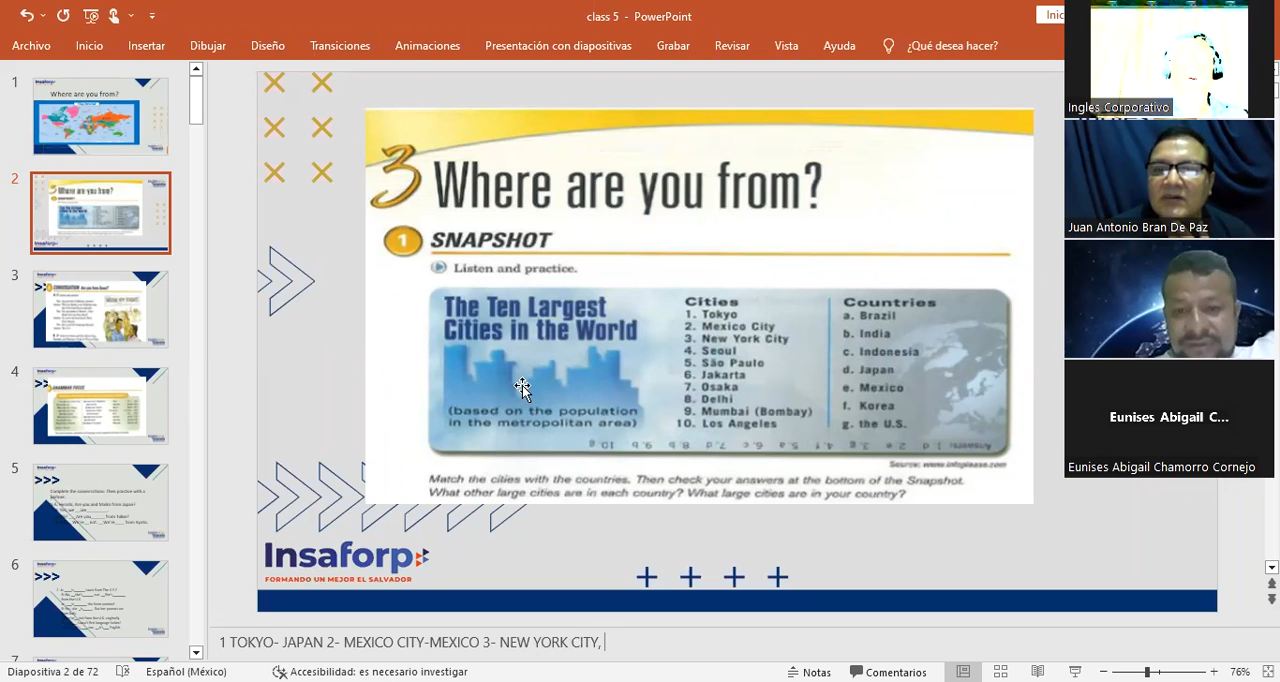 class 5 - PowerPoint
Inic
Archivo Inicio Insertar Dibujar Diseño Transiciones Animaciones Presentación con diapositivas Grabar Revisar Vista Ayuda ¿Qué desea hacer?
1
Where are you from?
2
3
4
5
6
3 Where are you from?
1 SNAPSHOT
Listen and practice.
The Ten Largest
Cities in the World
(based on the population
in the metropolitan area)
Cities
1. Tokyo
2. Mexico City
3. New York City
4. Seoul
5. São Paulo
6. Jakarta
7. Osaka
8. Delhi
9. Mumbai (Bombay)
10. Los Angeles
Countries
a. Brazil
b. India
c. Indonesia
d. Japan
e. Mexico
f. Korea
g. the U.S.
Source: www.infoplease.com
Match the cities with the countries. Then check your answers at the bottom of the Snapshot.
What other large cities are in each country? What large cities are in your country?
Insaforp
FORMANDO UN MEJOR EL SALVADOR
1 TOKYO- JAPAN 2- MEXICO CITY-MEXICO 3- NEW YORK CITY,
Diapositiva 2 de 72 Español (México) Accesibilidad: es necesario investigar Notas Comentarios 76%
Ingles Corporativo
Juan Antonio Bran De Paz
Eunises Abigail C...
Eunises Abigail Chamorro Cornejo